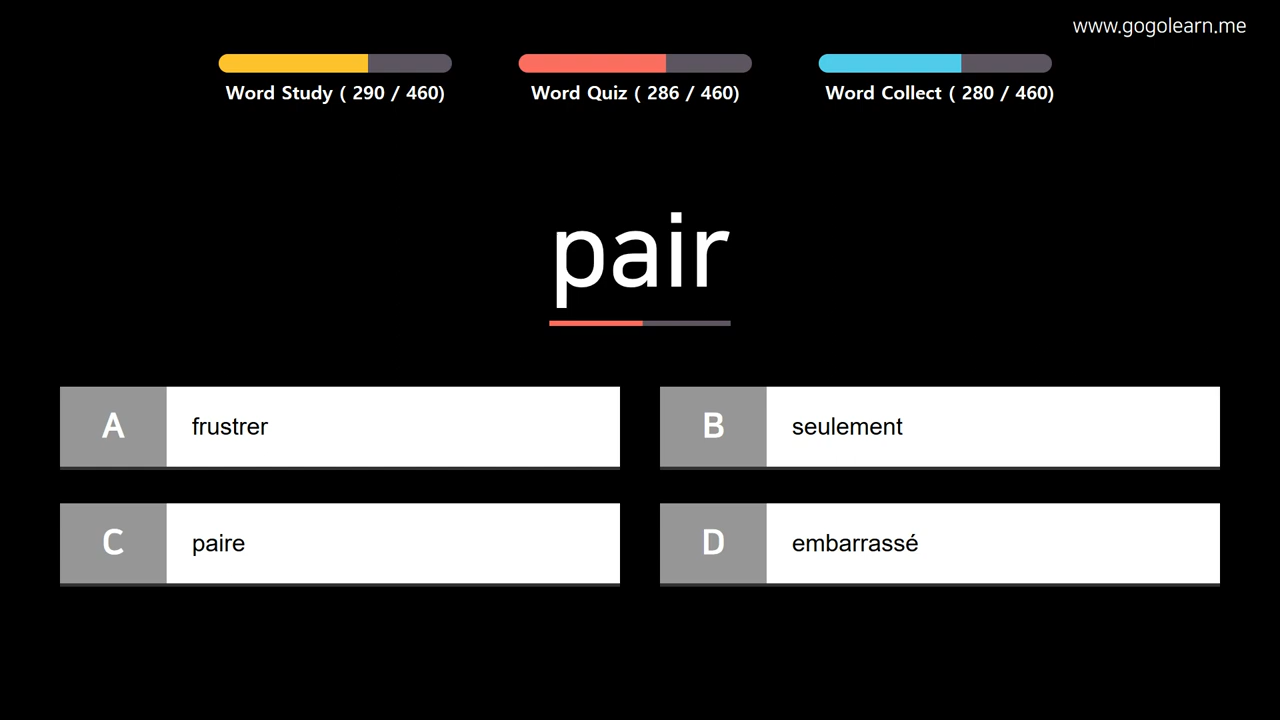 www.gogolearn.me
Word Study ( 290 / 460)
Word Quiz ( 286 / 460)
Word Collect ( 280 / 460)
pair
A frustrer
B seulement
C paire
D embarrassé